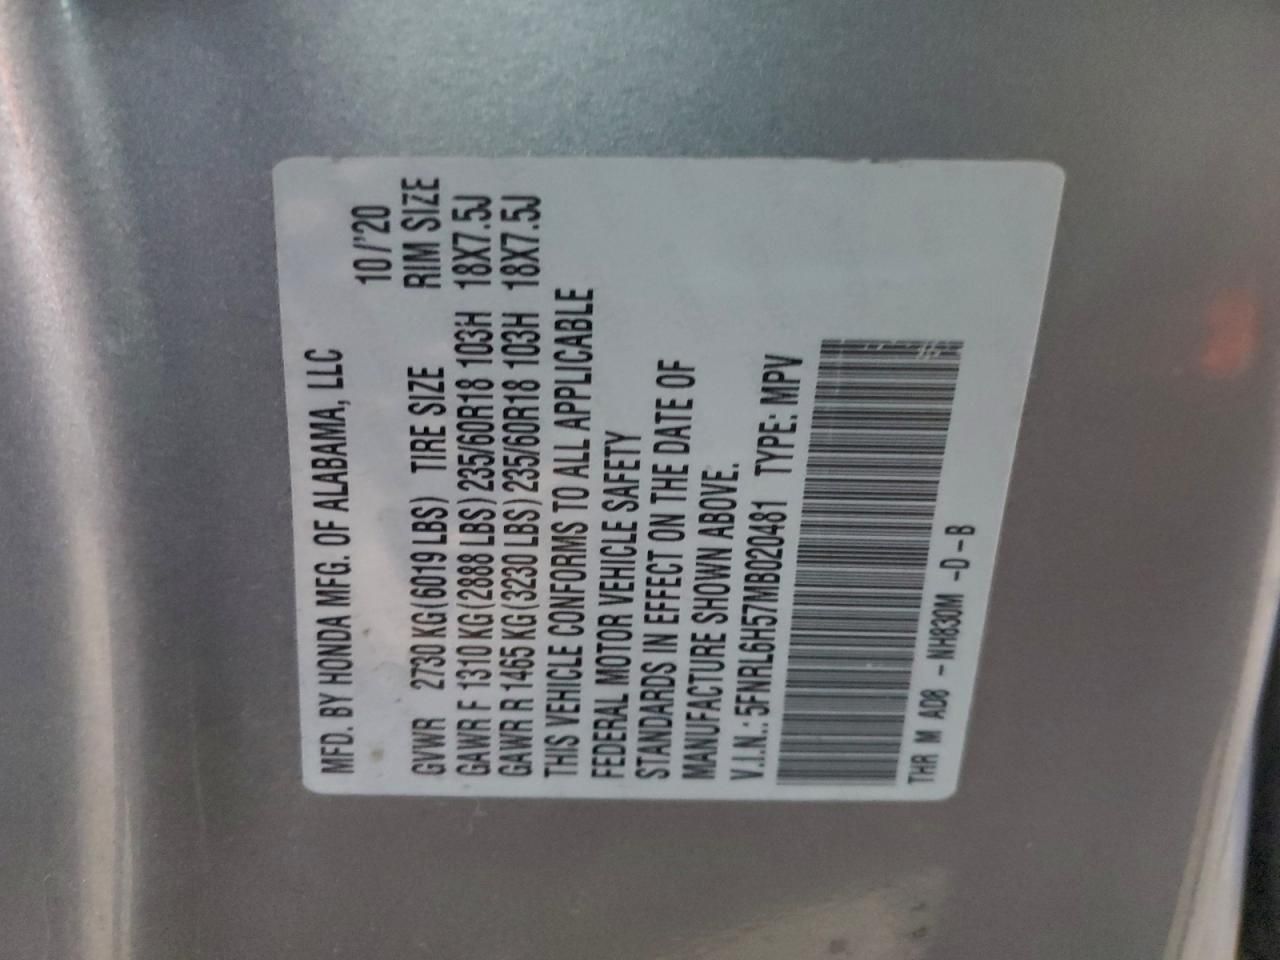 MFD. BY HONDA MFG. OF ALABAMA, LLC
10/'20
GVWR 2730 KG(6019 LBS) TIRE SIZE RIM SIZE
GAWR F 1310 KG(2888 LBS) 235/60R18 103H 18X7.5J
GAWR R 1465 KG(3230 LBS) 235/60R18 103H 18X7.5J
THIS VEHICLE CONFORMS TO ALL APPLICABLE
FEDERAL MOTOR VEHICLE SAFETY
STANDARDS IN EFFECT ON THE DATE OF
MANUFACTURE SHOWN ABOVE.
V.I.N.: 5FNRL6H57MB020481 TYPE: MPV
THR M AD8 - NH830M -D-B